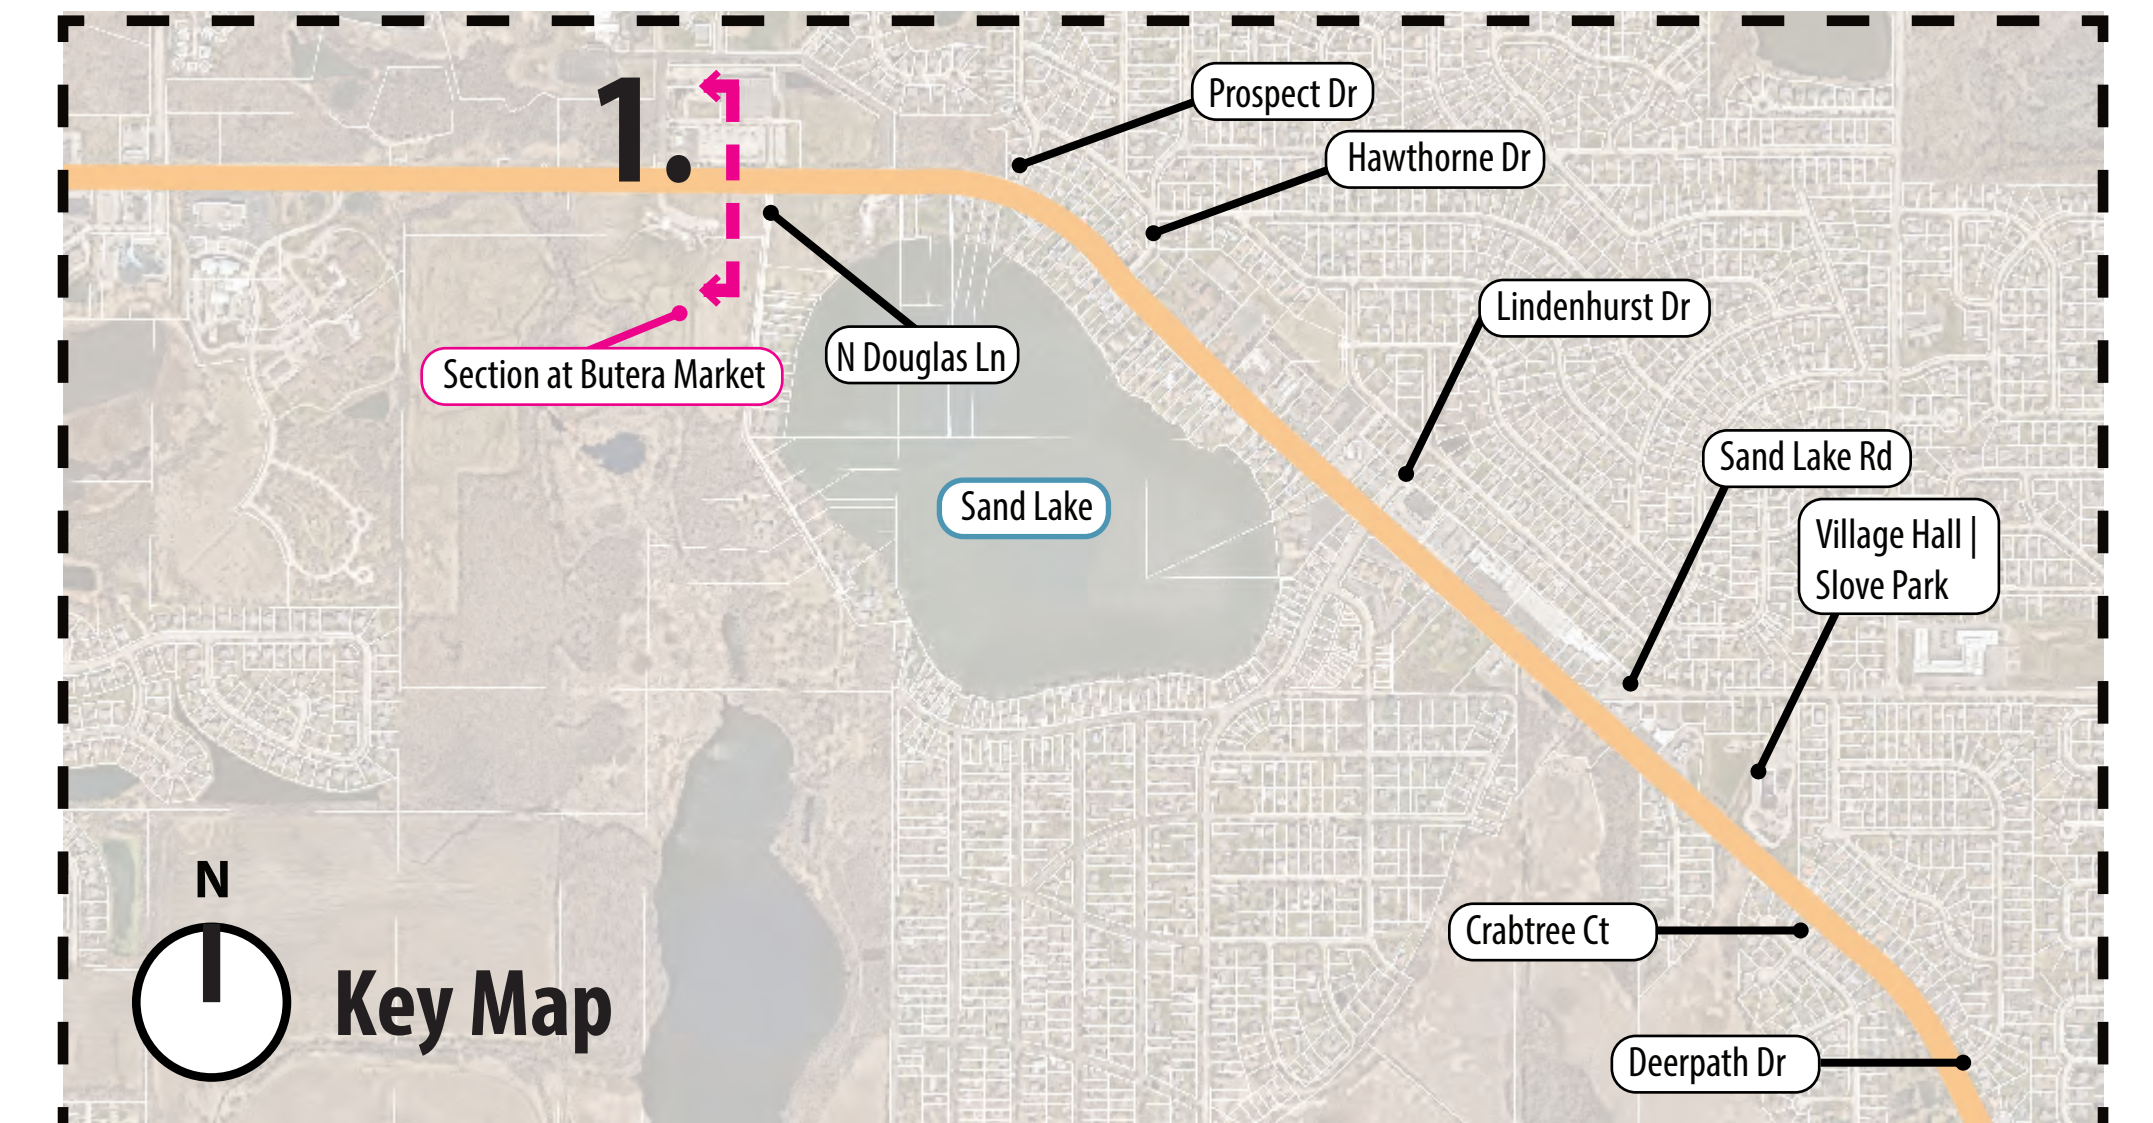 1.
Prospect Dr
Hawthorne Dr
Lindenhurst Dr
N Douglas Ln
Section at Butera Market
Sand Lake Rd
Sand Lake
Village Hall |
Slove Park
N
Crabtree Ct
Key Map
Deerpath Dr